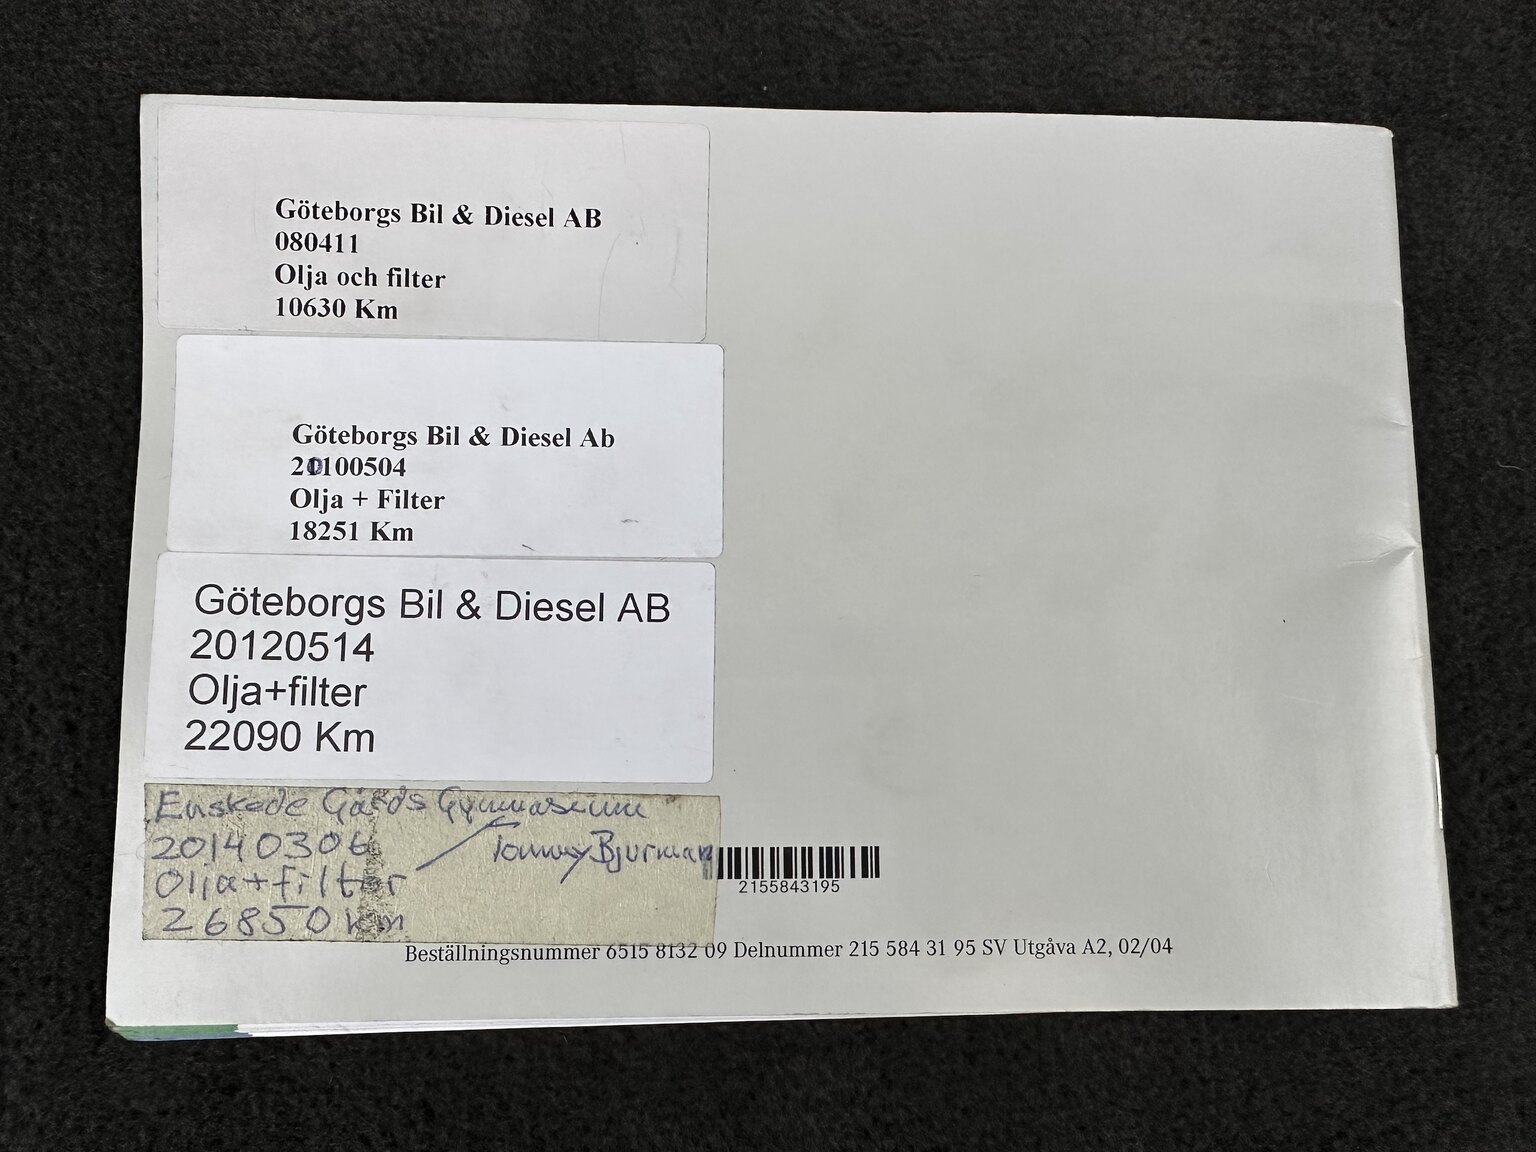 Göteborgs Bil & Diesel AB
080411
Olja och filter
10630 Km
Göteborgs Bil & Diesel Ab
20100504
Olja + Filter
18251 Km
Göteborgs Bil & Diesel AB
20120514
Olja+filter
22090 Km
Enskede Gårds Gymnasium
20140306
Tommy Bjurman
Olja+filter
26850 km
2155843195
Beställningsnummer 6515 8132 09 Delnummer 215 584 31 95 SV Utgåva A2, 02/04